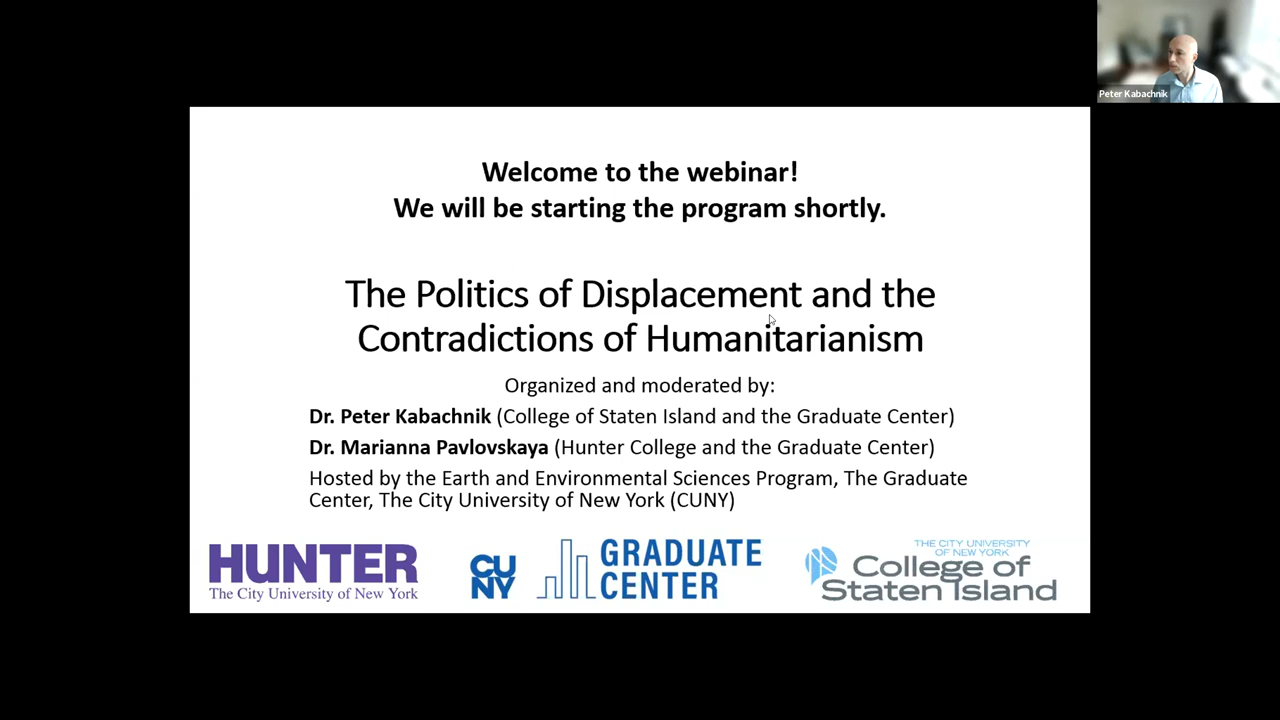 Peter Kabachnik
Welcome to the webinar!
We will be starting the program shortly.
The Politics of Displacement and the
Contradictions of Humanitarianism
Organized and moderated by:
Dr. Peter Kabachnik (College of Staten Island and the Graduate Center)
Dr. Marianna Pavlovskaya (Hunter College and the Graduate Center)
Hosted by the Earth and Environmental Sciences Program, The Graduate
Center, The City University of New York (CUNY)
HUNTER
The City University of New York
CU
NY
GRADUATE
CENTER
THE CITY UNIVERSITY
OF NEW YORK
College of
Staten Island